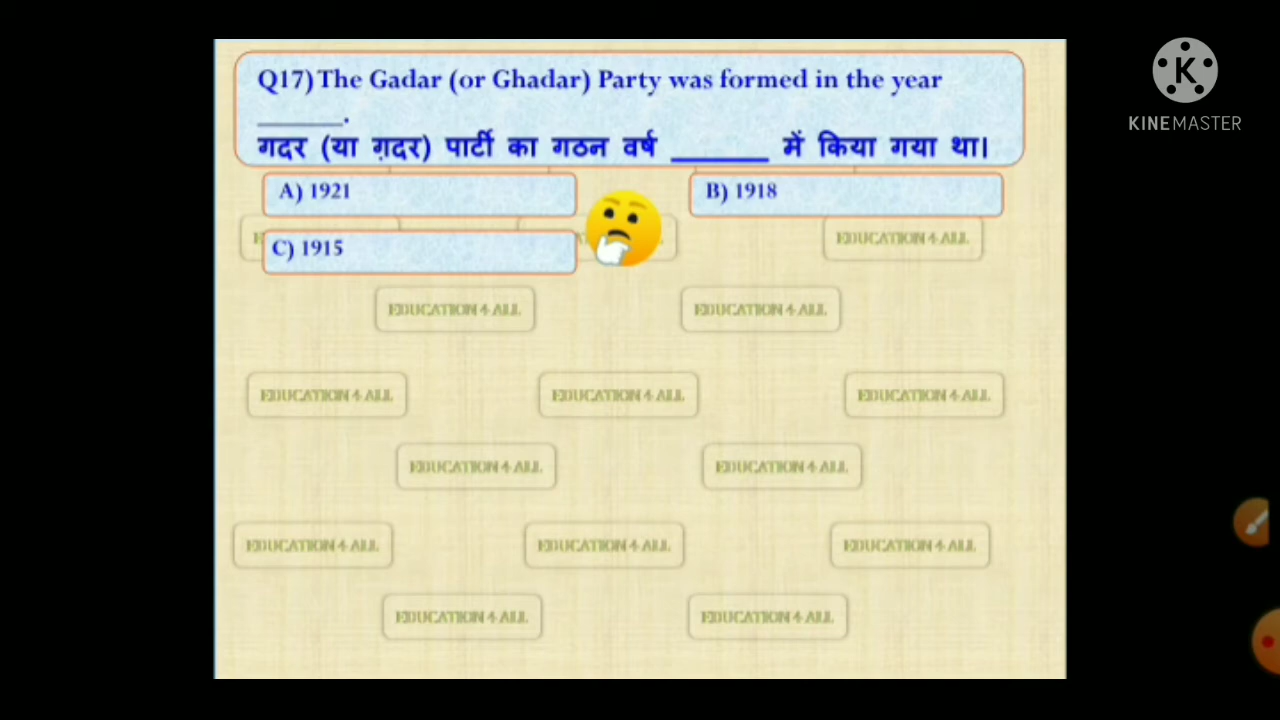 Q17) The Gadar (or Ghadar) Party was formed in the year
______.
गदर (या ग़दर) पार्टी का गठन वर्ष _______ में किया गया था।
A) 1921
B) 1918
C) 1915
KINEMASTER
EDUCATION 4 ALL
EDUCATION 4 ALL
EDUCATION 4 ALL
EDUCATION 4 ALL
EDUCATION 4 ALL
EDUCATION 4 ALL
EDUCATION 4 ALL
EDUCATION 4 ALL
EDUCATION 4 ALL
EDUCATION 4 ALL
EDUCATION 4 ALL
EDUCATION 4 ALL
EDUCATION 4 ALL